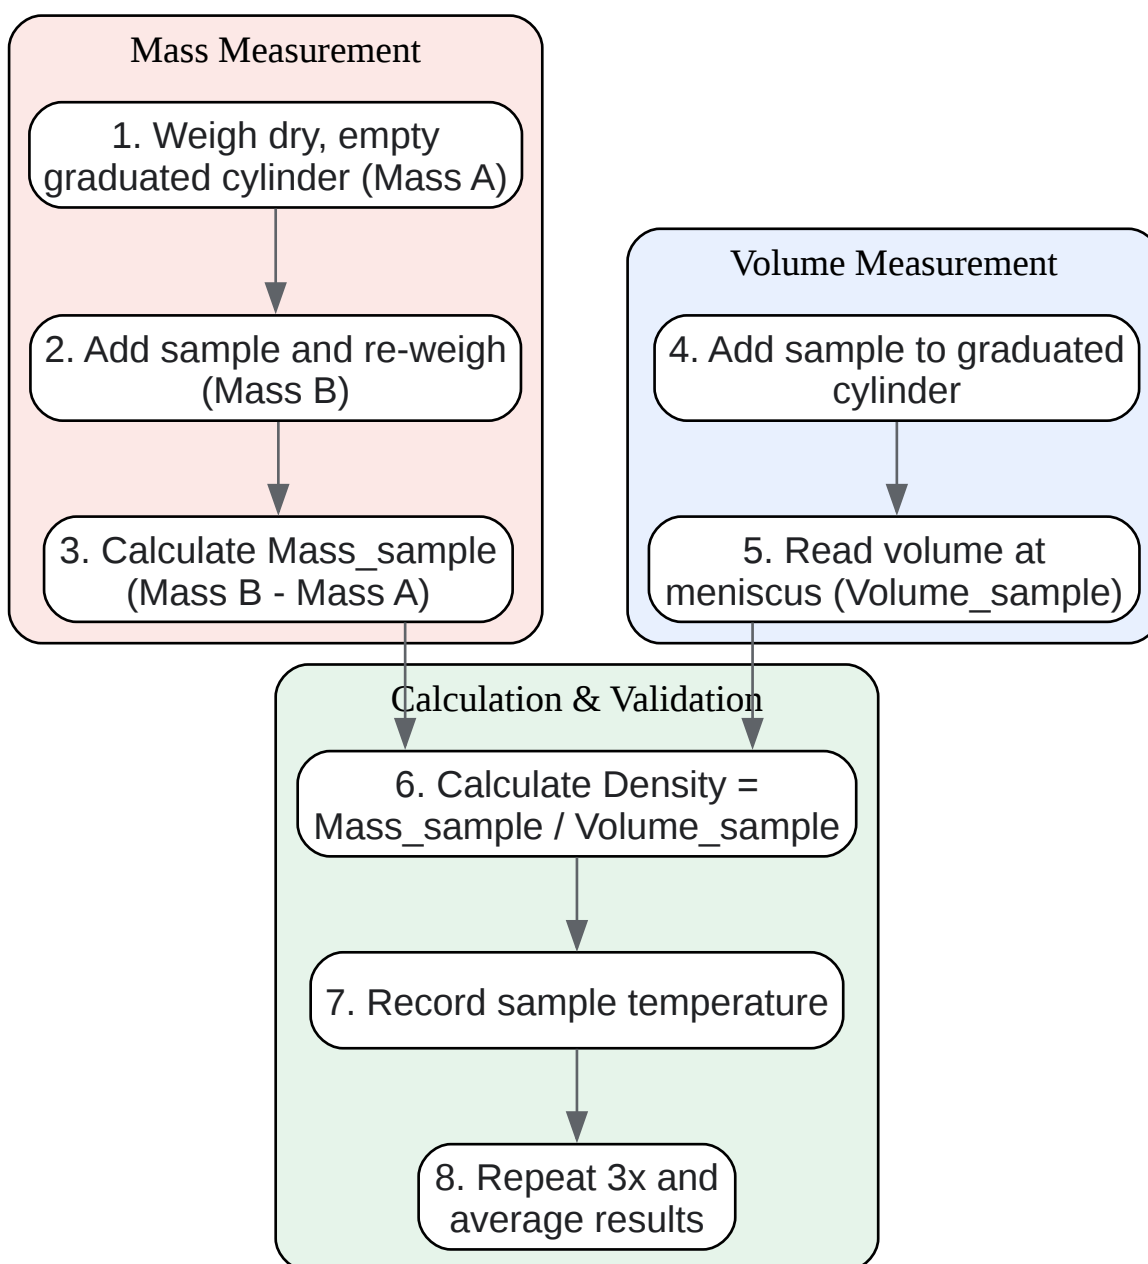 Mass Measurement
1. Weigh dry, empty
graduated cylinder (Mass A)
2. Add sample and re-weigh
(Mass B)
3. Calculate Mass_sample
(Mass B - Mass A)
Volume Measurement
4. Add sample to graduated
cylinder
5. Read volume at
meniscus (Volume_sample)
Calculation & Validation
6. Calculate Density =
Mass_sample / Volume_sample
7. Record sample temperature
8. Repeat 3x and
average results